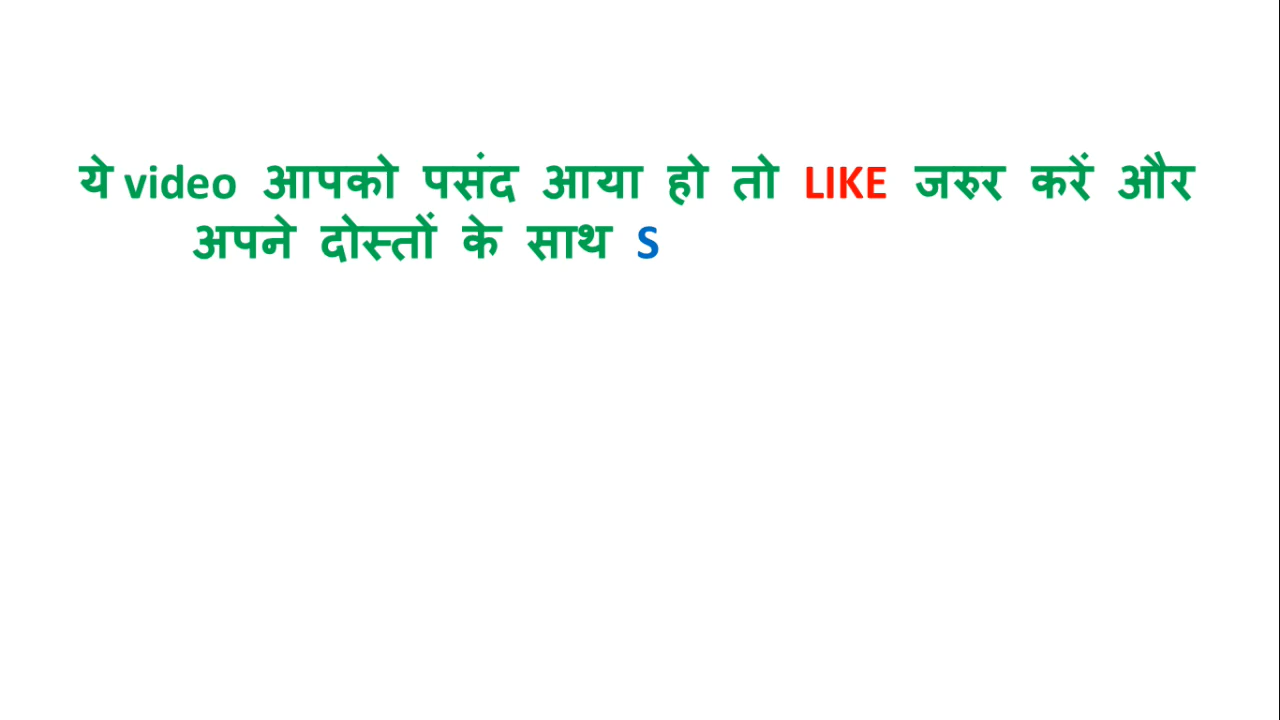 ये video आपको पसंद आया हो तो LIKE जरुर करें और
अपने दोस्तों के साथ S